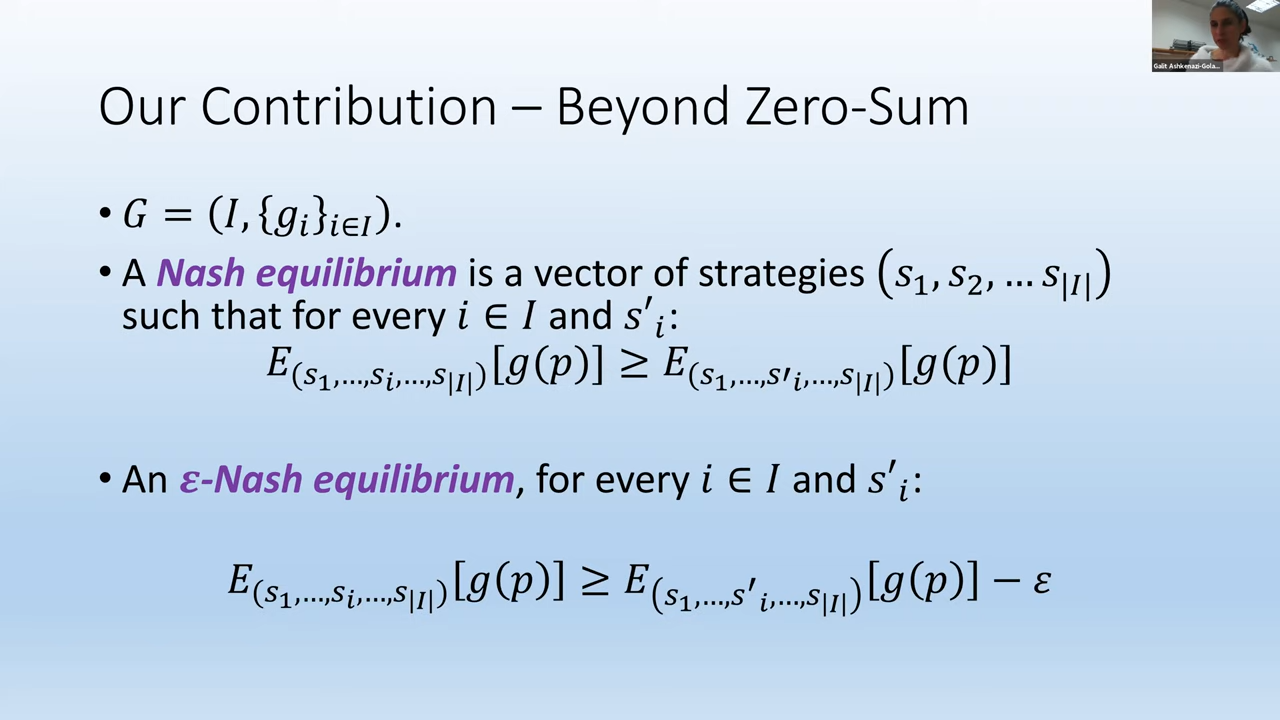 Galit Ashkenazi-Gola...
Our Contribution – Beyond Zero-Sum
• G = (I, {g_i}_{i∈I}).
• A Nash equilibrium is a vector of strategies (s_1, s_2, … s_{|I|})
such that for every i ∈ I and s′_i:
E_{(s_1,…,s_i,…,s_{|I|})}[g(p)] ≥ E_{(s_1,…,s′_i,…,s_{|I|})}[g(p)]
• An ε-Nash equilibrium, for every i ∈ I and s′_i:
E_{(s_1,…,s_i,…,s_{|I|})}[g(p)] ≥ E_{(s_1,…,s′_i,…,s_{|I|})}[g(p)] − ε